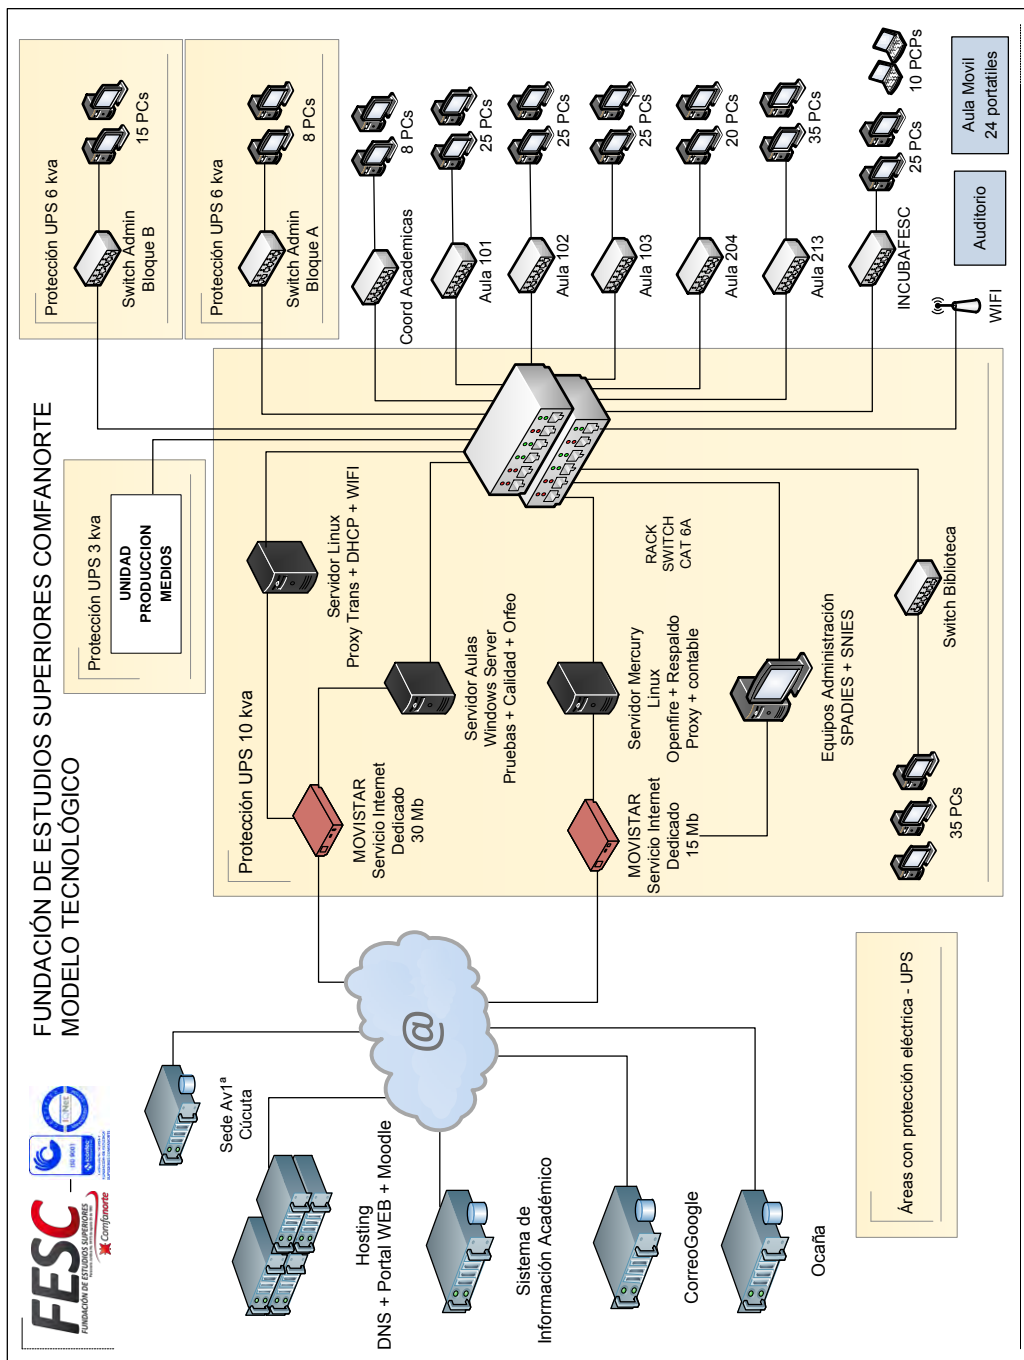 FESC
FUNDACIÓN DE ESTUDIOS SUPERIORES
Comfanorte
ISO 9001
icontec
IQNet
FUNDACIÓN DE ESTUDIOS SUPERIORES COMFANORTE
MODELO TECNOLÓGICO
Sede Av1ª
Cúcuta
Hosting
DNS + Portal WEB + Moodle
Sistema de
Información Académico
CorreoGoogle
Ocaña
@
Áreas con protección eléctrica - UPS
Protección UPS 3 kva
UNIDAD
PRODUCCION
MEDIOS
Protección UPS 10 kva
MOVISTAR
Servicio Internet
Dedicado
30 Mb
MOVISTAR
Servicio Internet
Dedicado
15 Mb
Servidor Linux
Proxy Trans + DHCP + WIFI
Servidor Aulas
Windows Server
Pruebas + Calidad + Orfeo
Servidor Mercury
Linux
Openfire + Respaldo
Proxy + contable
Equipos Administración
SPADIES + SNIES
RACK
SWITCH
CAT 6A
Switch Biblioteca
35 PCs
Protección UPS 6 kva
Switch Admin
Bloque B
15 PCs
Protección UPS 6 kva
Switch Admin
Bloque A
8 PCs
Coord Academicas
8 PCs
Aula 101
25 PCs
Aula 102
25 PCs
Aula 103
25 PCs
Aula 204
20 PCs
Aula 213
35 PCs
INCUBAFESC
25 PCs
10 PCPs
WIFI
Auditorio
Aula Movil
24 portatiles